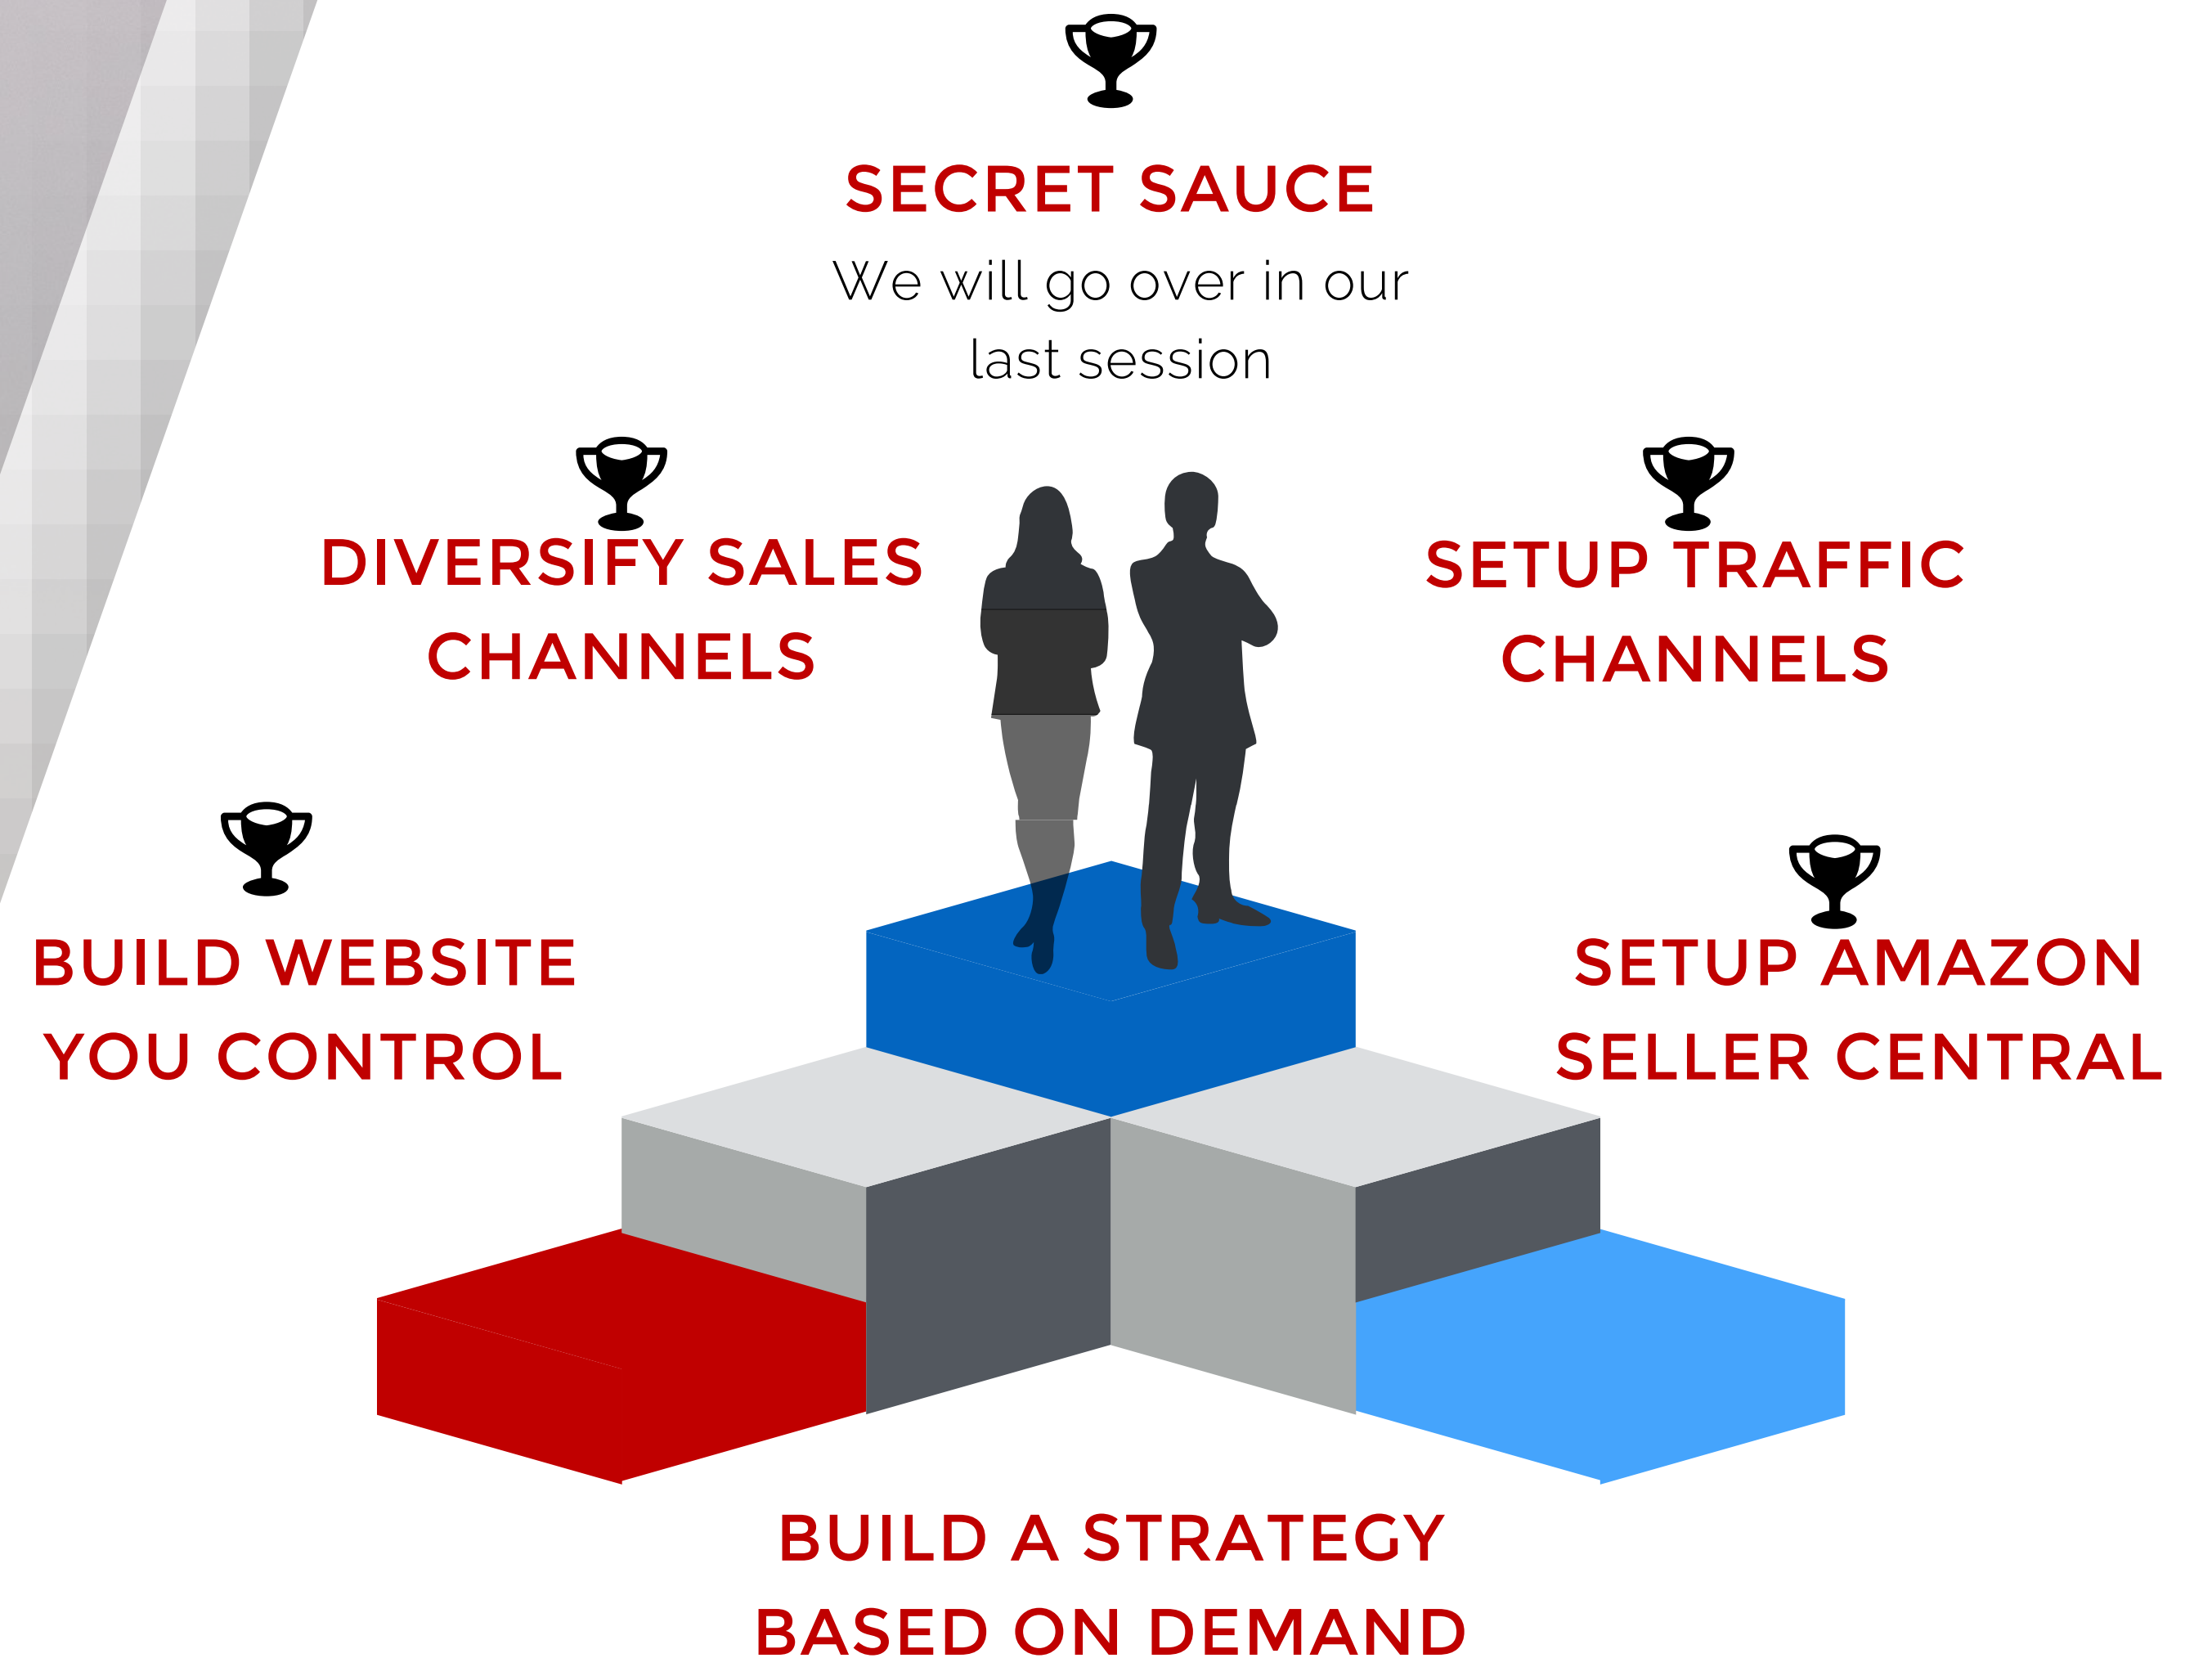 SECRET SAUCE
We will go over in our
last session
DIVERSIFY SALES
CHANNELS
SETUP TRAFFIC
CHANNELS
BUILD WEBSITE
YOU CONTROL
SETUP AMAZON
SELLER CENTRAL
BUILD A STRATEGY
BASED ON DEMAND